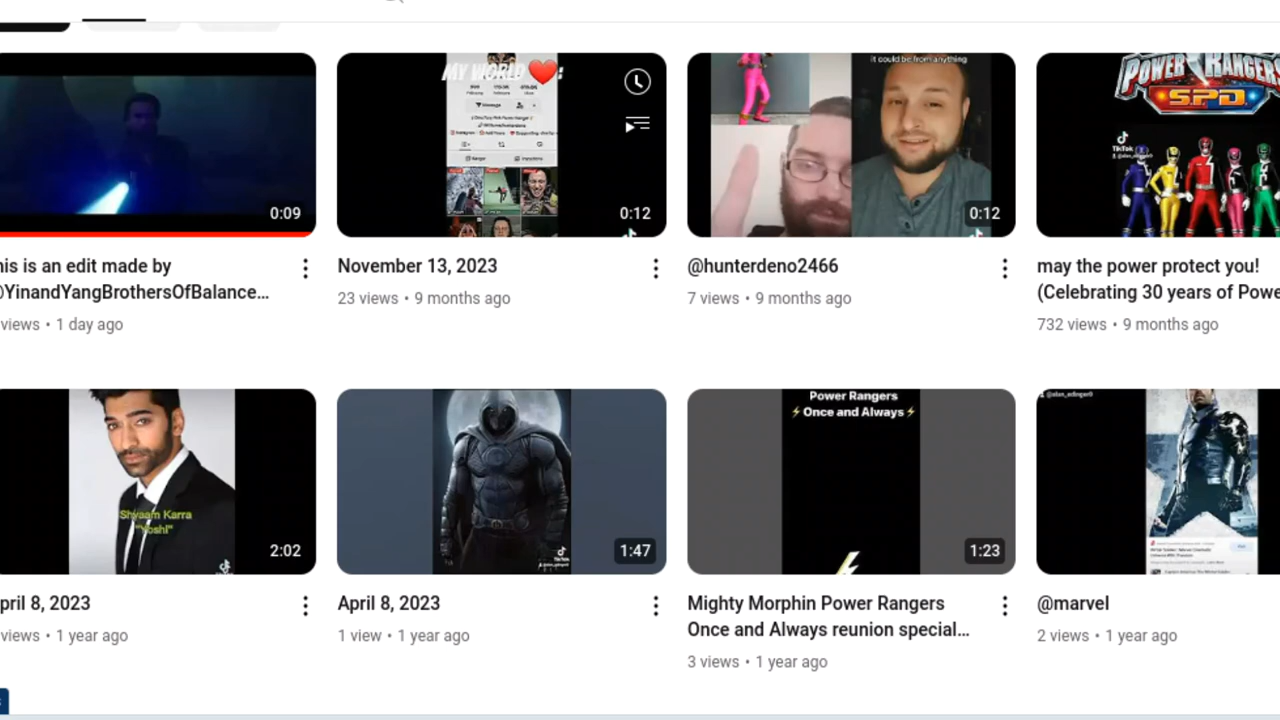 MY WORLD ❤️:
Message
0:09
0:12
it could be from anything
0:12
POWER RANGERS
SPD
TikTok
his is an edit made by
@YinandYangBrothersOfBalance…
views • 1 day ago
November 13, 2023
23 views • 9 months ago
@hunterdeno2466
7 views • 9 months ago
may the power protect you!
(Celebrating 30 years of Powe
732 views • 9 months ago
Shyaam Karra
"Yoshi"
2:02
TikTok
1:47
Power Rangers
⚡Once and Always⚡
1:23
@alan_edinger0
pril 8, 2023
views • 1 year ago
April 8, 2023
1 view • 1 year ago
Mighty Morphin Power Rangers
Once and Always reunion special…
3 views • 1 year ago
@marvel
2 views • 1 year ago